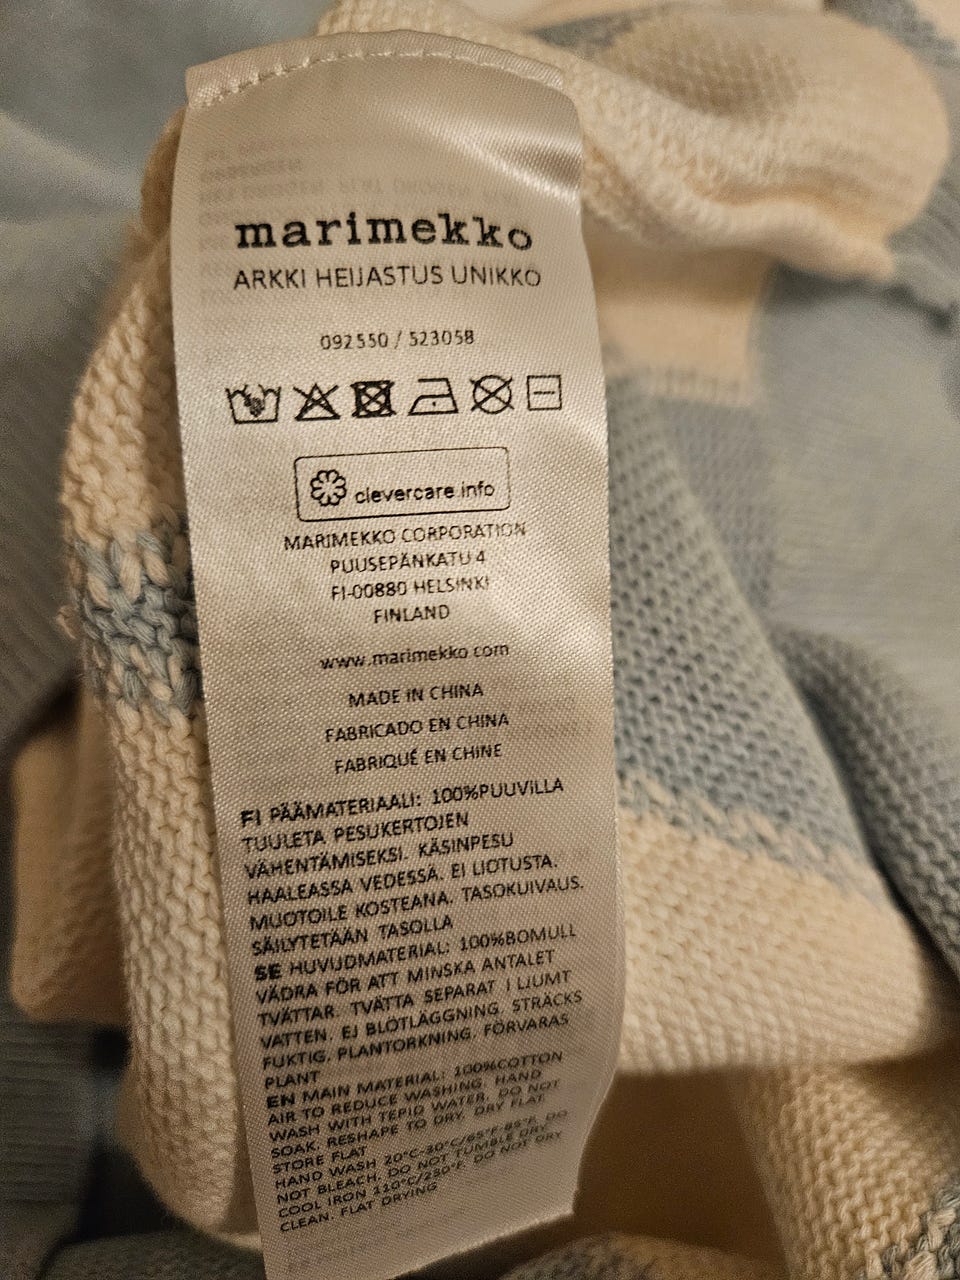 marimekko
ARKKI HEIJASTUS UNIKKO
092550 / 523058
clevercare.info
MARIMEKKO CORPORATION
PUUSEPÄNKATU 4
FI-00880 HELSINKI
FINLAND
www.marimekko.com
MADE IN CHINA
FABRICADO EN CHINA
FABRIQUÉ EN CHINE
FI PÄÄMATERIAALI: 100%PUUVILLA
TUULETA PESUKERTOJEN
VÄHENTÄMISEKSI. KÄSINPESU
HAALEASSA VEDESSÄ. EI LIOTUSTA.
MUOTOILE KOSTEANA. TASOKUIVAUS.
SÄILYTETÄÄN TASOLLA
SE HUVUDMATERIAL: 100%BOMULL
VÄDRA FÖR ATT MINSKA ANTALET
TVÄTTAR. TVÄTTA SEPARAT I LJUMT
VATTEN. EJ BLÖTLÄGGNING. STRÄCKS
FUKTIG. PLANTORKNING. FÖRVARAS
PLANT
EN MAIN MATERIAL: 100%COTTON
AIR TO REDUCE WASHING. HAND
WASH WITH TEPID WATER. DO NOT
SOAK. RESHAPE TO DRY. DRY FLAT.
STORE FLAT
HAND WASH 20°C-30°C/65°F-85°F. DO
NOT BLEACH. DO NOT TUMBLE DRY.
COOL IRON 110°C/230°F. DO NOT DRY
CLEAN. FLAT DRYING